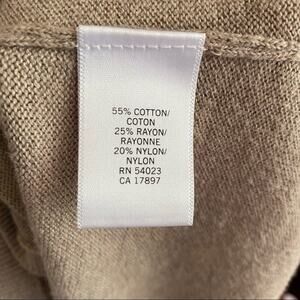 55% COTTON/
COTON
25% RAYON/
RAYONNE
20% NYLON/
NYLON
RN 54023
CA 17897